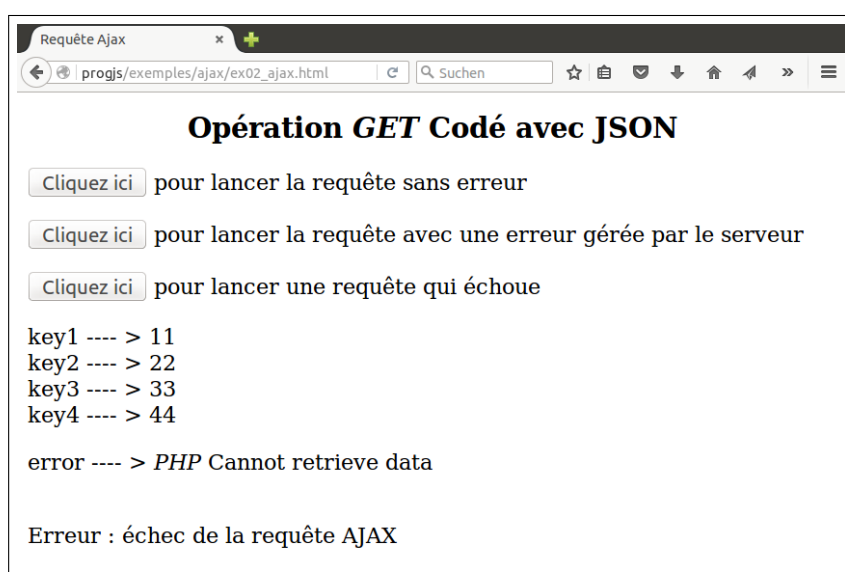 Requête Ajax
progjs/exemples/ajax/ex02_ajax.html
Suchen
Opération GET Codé avec JSON
Cliquez ici pour lancer la requête sans erreur
Cliquez ici pour lancer la requête avec une erreur gérée par le serveur
Cliquez ici pour lancer une requête qui échoue
key1 ---- > 11
key2 ---- > 22
key3 ---- > 33
key4 ---- > 44
error ---- > PHP Cannot retrieve data
Erreur : échec de la requête AJAX